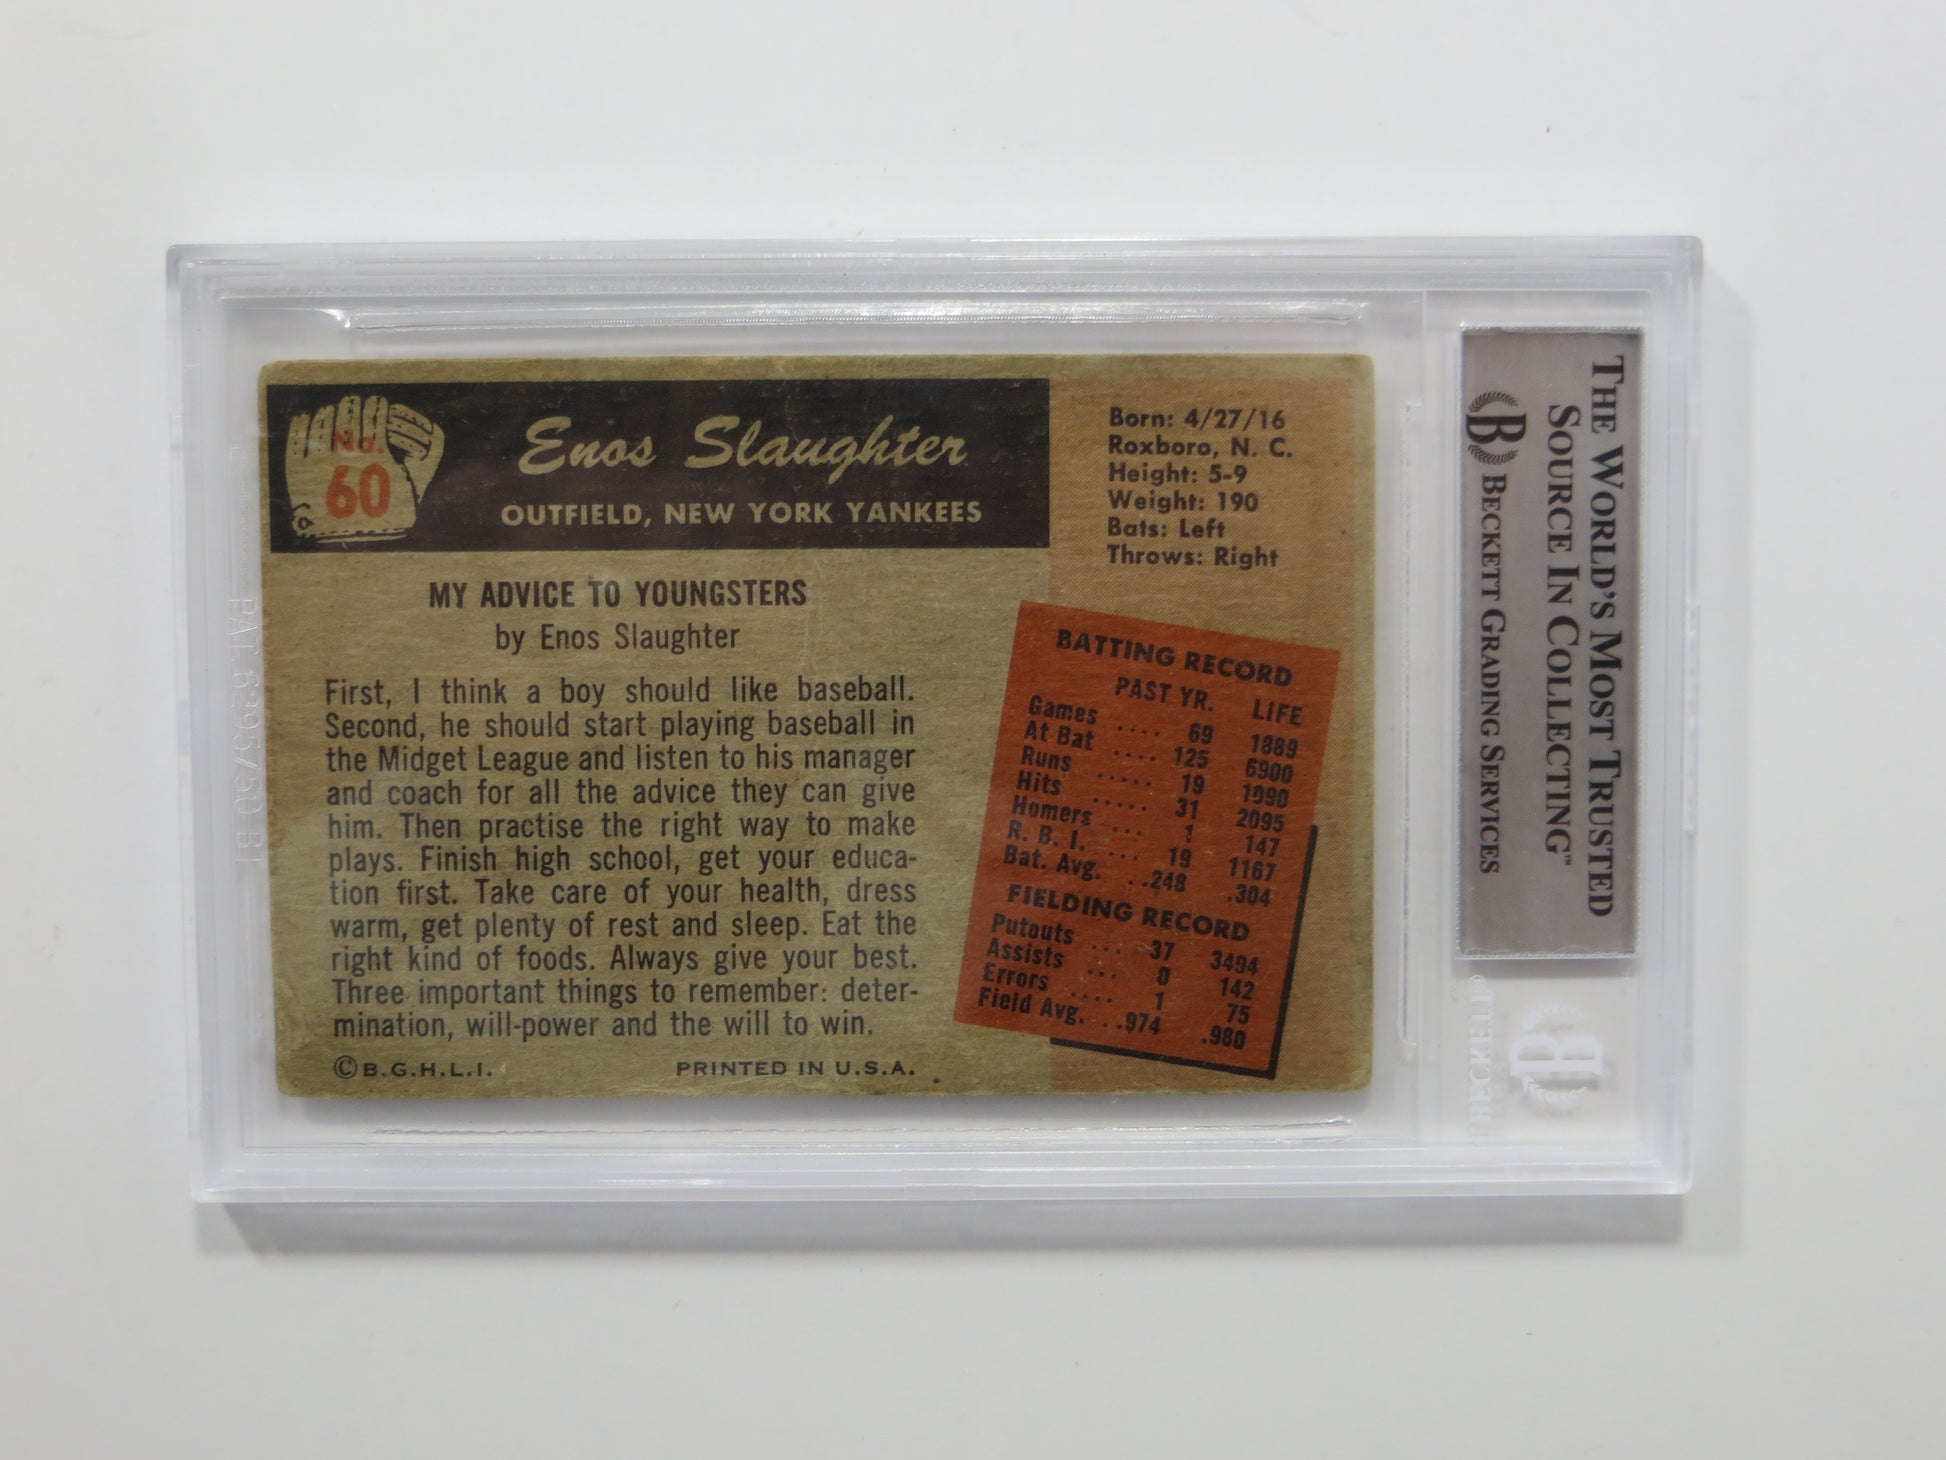 No.
60
Enos Slaughter
OUTFIELD, NEW YORK YANKEES
Born: 4/27/16
Roxboro, N. C.
Height: 5-9
Weight: 190
Bats: Left
Throws: Right
MY ADVICE TO YOUNGSTERS
by Enos Slaughter
First, I think a boy should like baseball.
Second, he should start playing baseball in
the Midget League and listen to his manager
and coach for all the advice they can give
him. Then practise the right way to make
plays. Finish high school, get your educa-
tion first. Take care of your health, dress
warm, get plenty of rest and sleep. Eat the
right kind of foods. Always give your best.
Three important things to remember: deter-
mination, will-power and the will to win.
©B.G.H.L.I. PRINTED IN U.S.A.
BATTING RECORD
PAST YR. LIFE
Games .... 69 1889
At Bat .... 125 6900
Runs ..... 19 1090
Hits ..... 31 2095
Homers ... 1 147
R. B. I. ... 19 1167
Bat. Avg. ..248 .304
FIELDING RECORD
Putouts ... 37 3494
Assists ... 0 142
Errors .... 1 75
Field Avg. ..974 .980
THE WORLD'S MOST TRUSTED
SOURCE IN COLLECTING™
B BECKETT GRADING SERVICES
BECKETT®
B